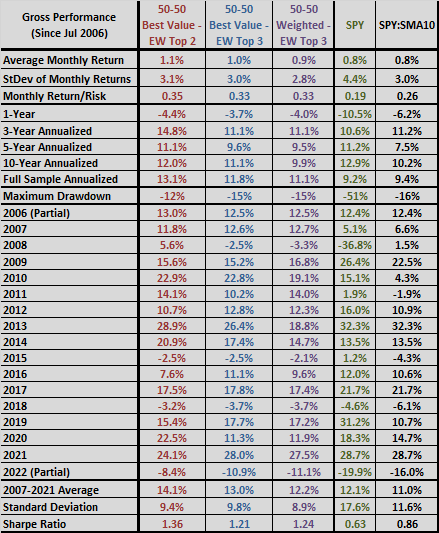 Gross Performance (Since Jul 2006) 50-50 Best Value - EW Top 2 50-50 Best Value - EW Top 3 50-50 Weighted - EW Top 3 SPY SPY:SMA10
Average Monthly Return 1.1% 1.0% 0.9% 0.8% 0.8%
StDev of Monthly Returns 3.1% 3.0% 2.8% 4.4% 3.0%
Monthly Return/Risk 0.35 0.33 0.33 0.19 0.26
1-Year -4.4% -3.7% -4.0% -10.5% -6.2%
3-Year Annualized 14.8% 11.1% 11.1% 10.6% 11.2%
5-Year Annualized 11.1% 9.6% 9.5% 11.2% 7.5%
10-Year Annualized 12.0% 11.1% 9.9% 12.9% 10.2%
Full Sample Annualized 13.1% 11.8% 11.1% 9.2% 9.4%
Maximum Drawdown -12% -15% -15% -51% -16%
2006 (Partial) 13.0% 12.5% 12.5% 12.4% 12.4%
2007 11.8% 12.6% 12.7% 5.1% 6.6%
2008 5.6% -2.5% -3.3% -36.8% 1.5%
2009 15.6% 15.2% 16.8% 26.4% 22.5%
2010 22.9% 22.8% 19.1% 15.1% 4.3%
2011 14.1% 10.2% 14.0% 1.9% -1.9%
2012 10.7% 12.8% 12.3% 16.0% 10.9%
2013 28.9% 26.4% 18.8% 32.3% 32.3%
2014 20.9% 17.4% 14.7% 13.5% 13.5%
2015 -2.5% -2.5% -2.1% 1.2% -4.3%
2016 7.6% 11.1% 9.6% 12.0% 10.6%
2017 17.5% 17.8% 17.4% 21.7% 21.7%
2018 -3.2% -3.7% -3.7% -4.6% -6.1%
2019 15.4% 17.7% 17.2% 31.2% 10.7%
2020 22.5% 11.3% 11.9% 18.3% 14.7%
2021 24.1% 28.0% 27.5% 28.7% 28.7%
2022 (Partial) -8.4% -10.9% -11.1% -19.9% -16.0%
2007-2021 Average 14.1% 13.0% 12.2% 12.1% 11.0%
Standard Deviation 9.4% 9.8% 8.9% 17.6% 11.6%
Sharpe Ratio 1.36 1.21 1.24 0.63 0.86